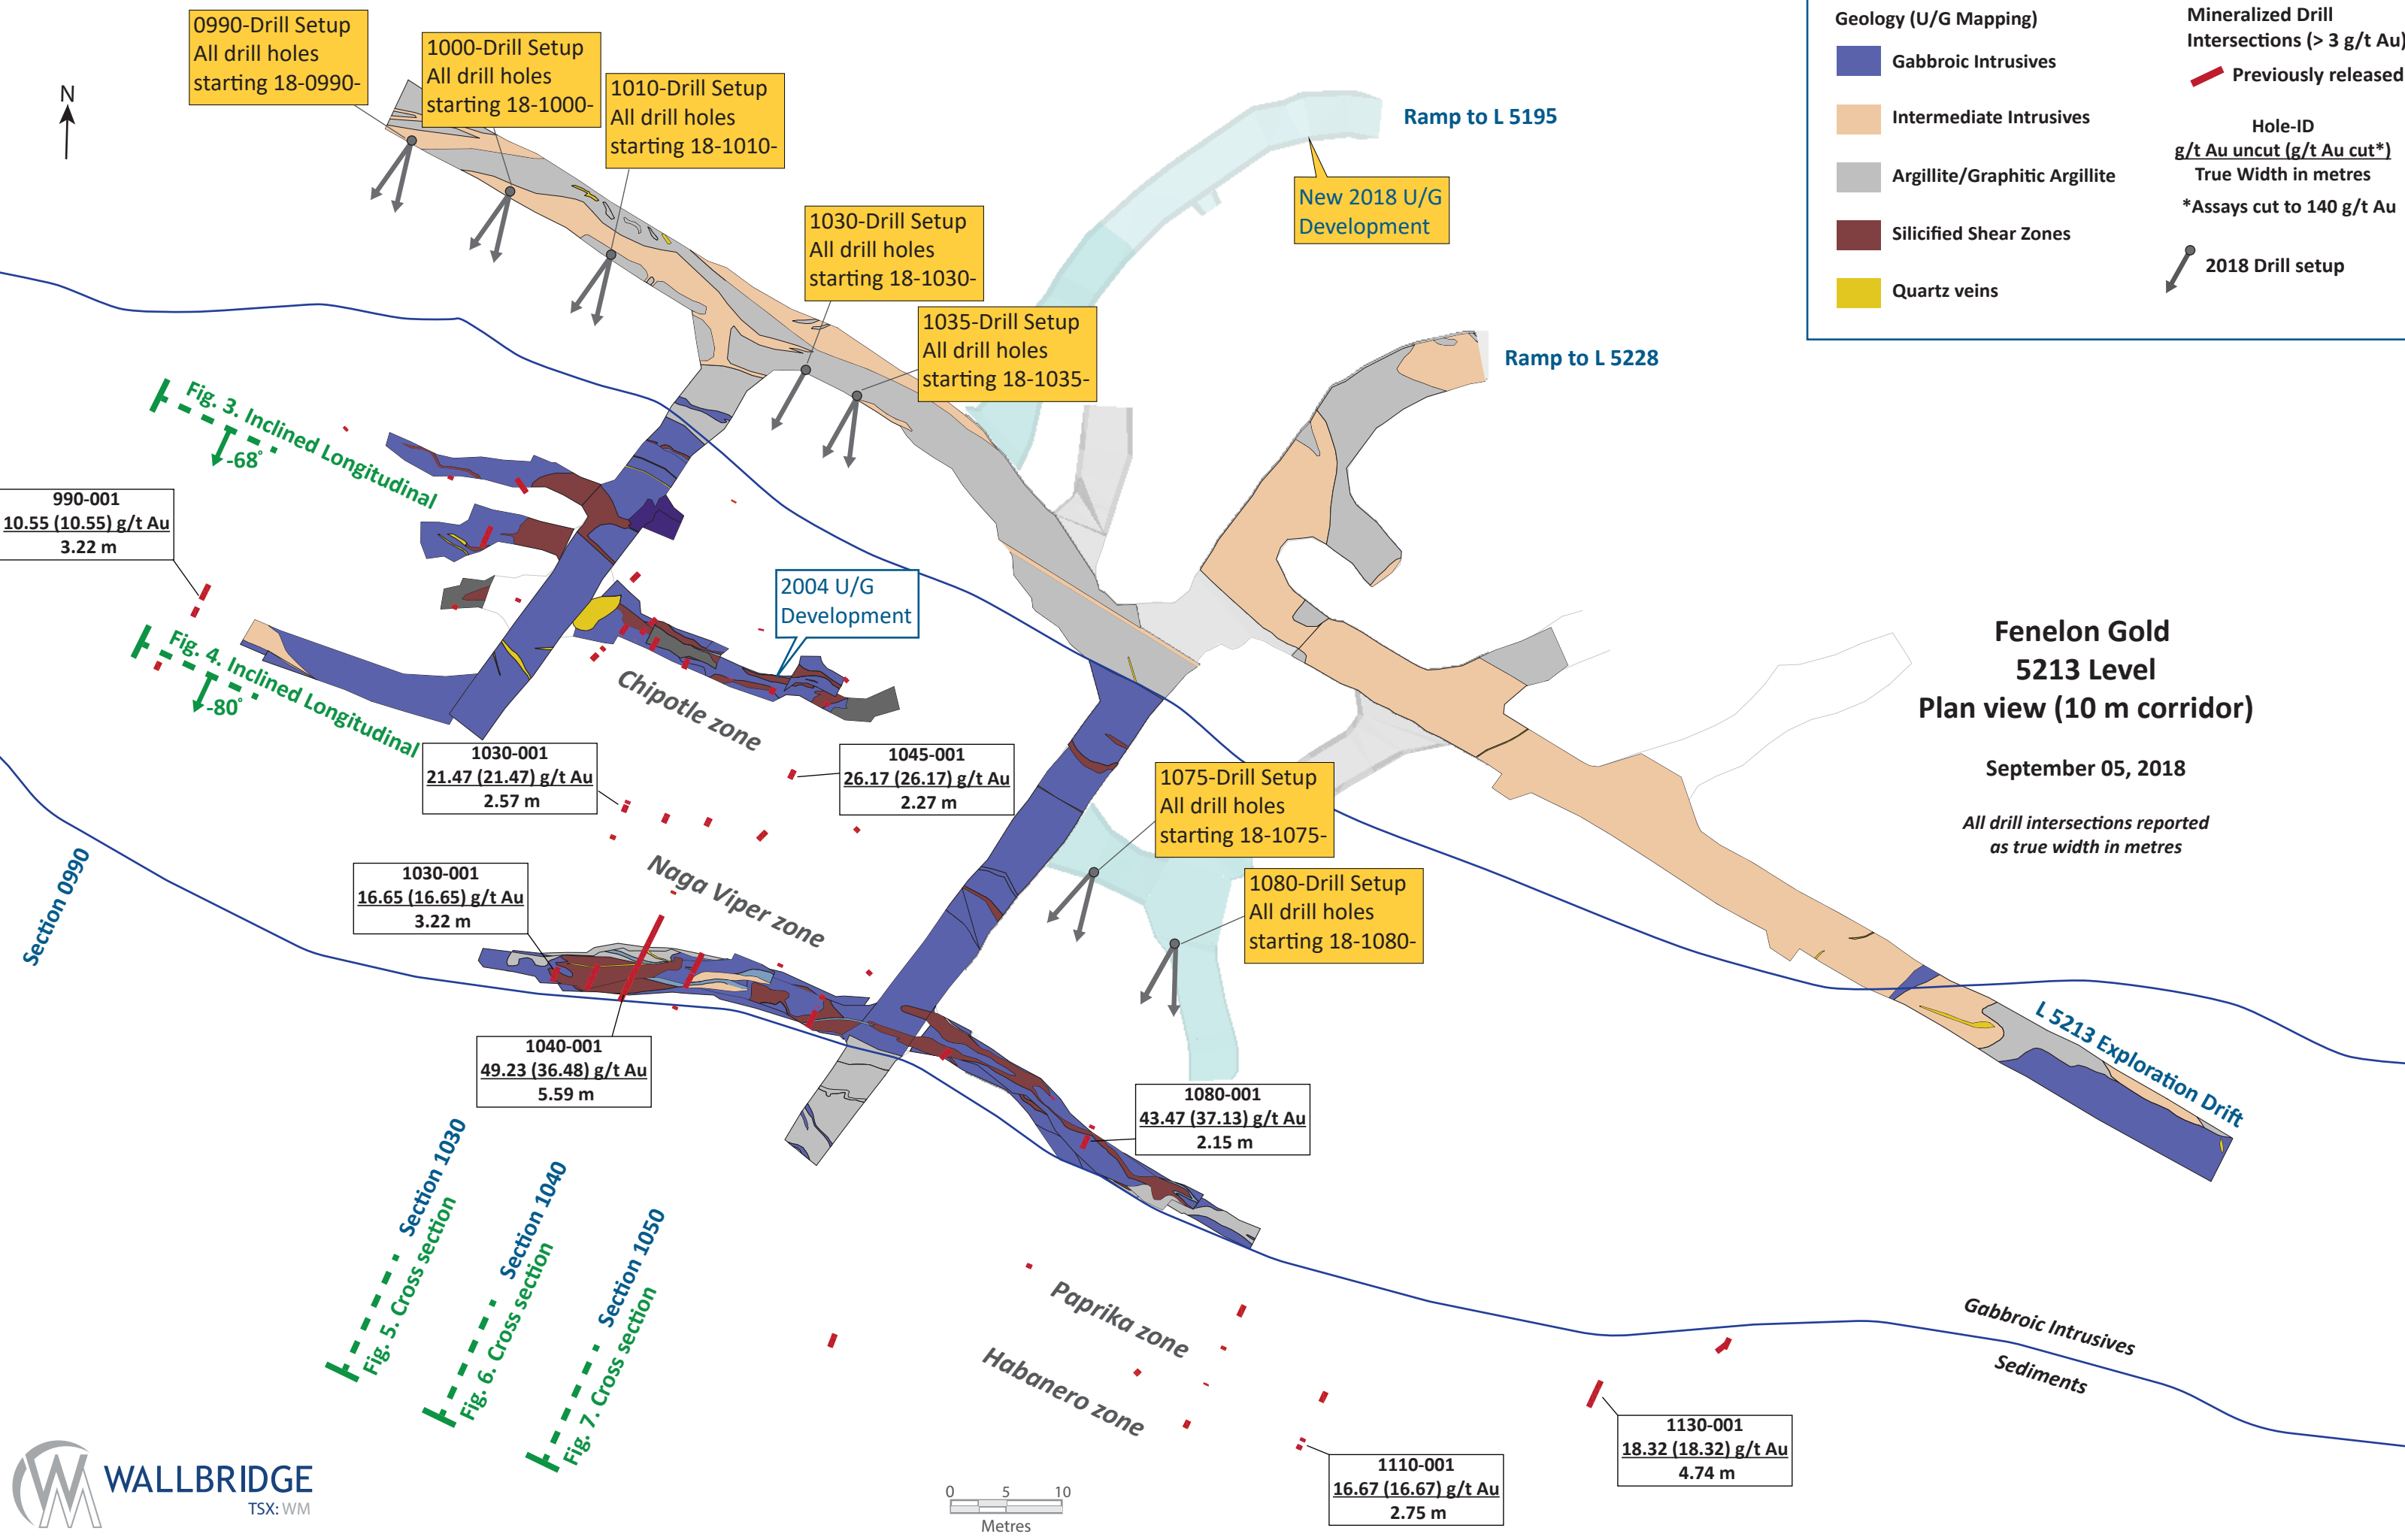 0990-Drill Setup
All drill holes
starting 18-0990-
1000-Drill Setup
All drill holes
starting 18-1000-
1010-Drill Setup
All drill holes
starting 18-1010-
N
Ramp to L 5195
New 2018 U/G
Development
1030-Drill Setup
All drill holes
starting 18-1030-
1035-Drill Setup
All drill holes
starting 18-1035-
Ramp to L 5228
Geology (U/G Mapping)
Gabbroic Intrusives
Intermediate Intrusives
Argillite/Graphitic Argillite
Silicified Shear Zones
Quartz veins
Mineralized Drill
Intersections (> 3 g/t Au)
Previously released
Hole-ID
g/t Au uncut (g/t Au cut*)
True Width in metres
*Assays cut to 140 g/t Au
2018 Drill setup
Fig. 3. Inclined Longitudinal
-68°
990-001
10.55 (10.55) g/t Au
3.22 m
Fig. 4. Inclined Longitudinal
-80°
2004 U/G
Development
Chipotle zone
1030-001
21.47 (21.47) g/t Au
2.57 m
1045-001
26.17 (26.17) g/t Au
2.27 m
Fenelon Gold
5213 Level
Plan view (10 m corridor)
September 05, 2018
All drill intersections reported
as true width in metres
1075-Drill Setup
All drill holes
starting 18-1075-
1080-Drill Setup
All drill holes
starting 18-1080-
Section 0990
1030-001
16.65 (16.65) g/t Au
3.22 m
Naga Viper zone
1040-001
49.23 (36.48) g/t Au
5.59 m
1080-001
43.47 (37.13) g/t Au
2.15 m
L 5213 Exploration Drift
Section 1030
Fig. 5. Cross section
Section 1040
Fig. 6. Cross section
Section 1050
Fig. 7. Cross section
Paprika zone
Habanero zone
Gabbroic Intrusives
Sediments
1130-001
18.32 (18.32) g/t Au
4.74 m
1110-001
16.67 (16.67) g/t Au
2.75 m
WALLBRIDGE
TSX: WM
0 5 10
Metres